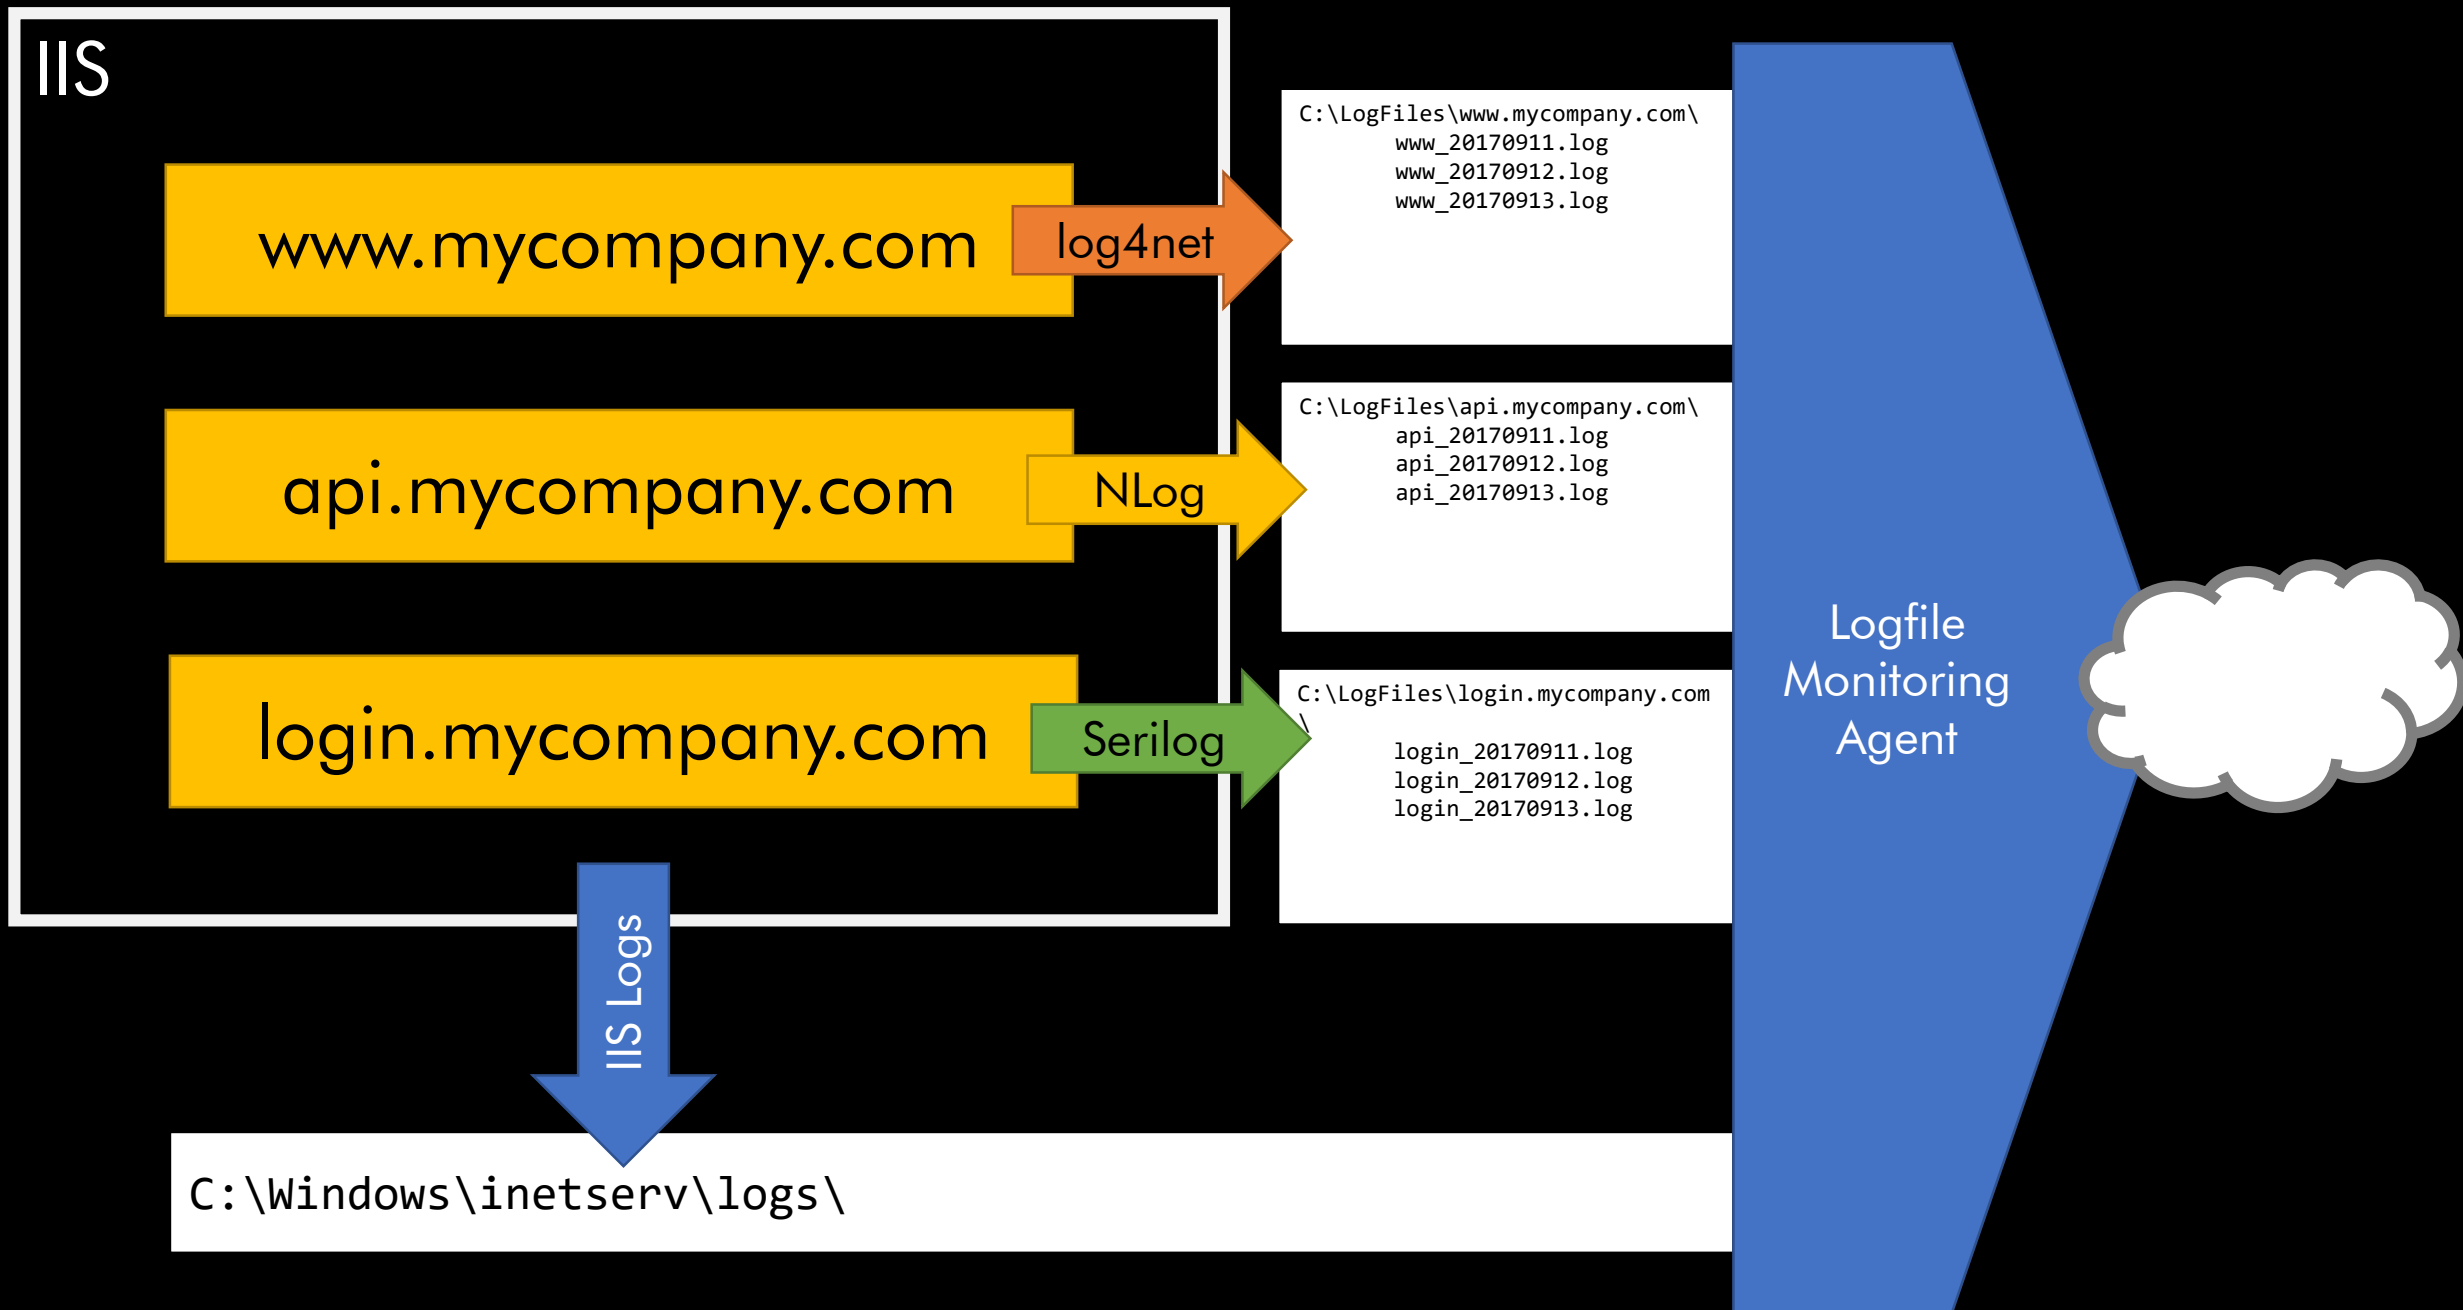 IIS
www.mycompany.com
log4net
C:\LogFiles\www.mycompany.com\
www_20170911.log
www_20170912.log
www_20170913.log
api.mycompany.com
NLog
C:\LogFiles\api.mycompany.com\
api_20170911.log
api_20170912.log
api_20170913.log
login.mycompany.com
Serilog
C:\LogFiles\login.mycompany.com
\
login_20170911.log
login_20170912.log
login_20170913.log
Logfile
Monitoring
Agent
IIS Logs
C:\Windows\inetserv\logs\